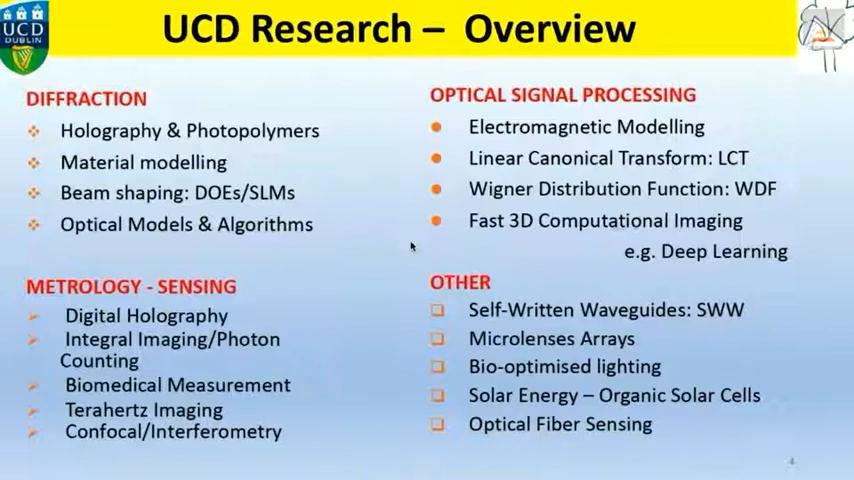 UCD
DUBLIN
UCD Research – Overview
DIFFRACTION
Holography & Photopolymers
Material modelling
Beam shaping: DOEs/SLMs
Optical Models & Algorithms
METROLOGY - SENSING
Digital Holography
Integral Imaging/Photon
Counting
Biomedical Measurement
Terahertz Imaging
Confocal/Interferometry
OPTICAL SIGNAL PROCESSING
Electromagnetic Modelling
Linear Canonical Transform: LCT
Wigner Distribution Function: WDF
Fast 3D Computational Imaging
e.g. Deep Learning
OTHER
Self-Written Waveguides: SWW
Microlenses Arrays
Bio-optimised lighting
Solar Energy – Organic Solar Cells
Optical Fiber Sensing
4